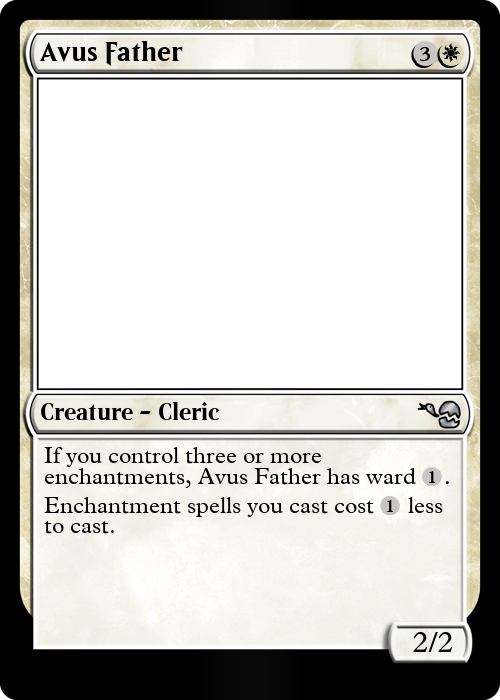 Avus Father 3
Creature – Cleric
If you control three or more
enchantments, Avus Father has ward 1.
Enchantment spells you cast cost 1 less
to cast.
2/2